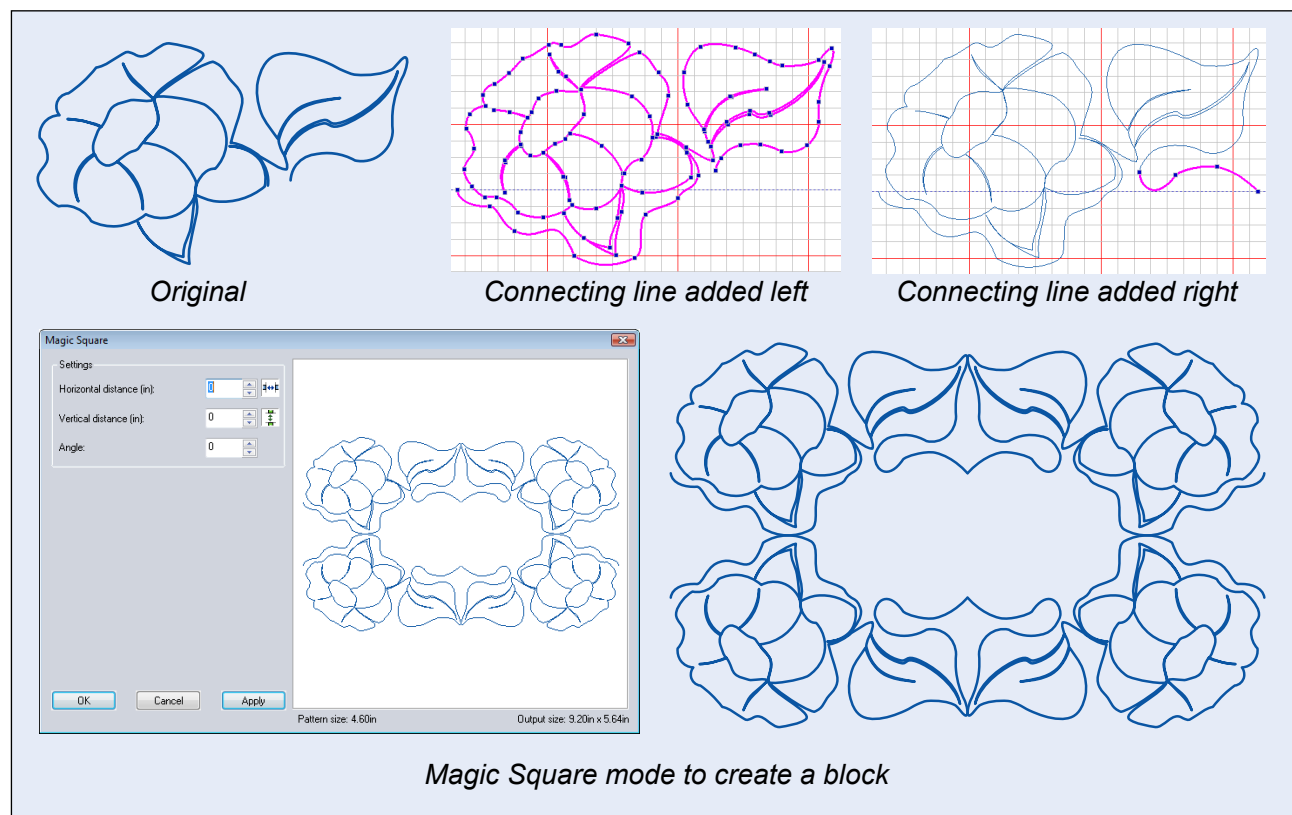 Original
Connecting line added left
Connecting line added right
Magic Square
Settings
Horizontal distance (in):
0
Vertical distance (in):
0
Angle:
0
OK
Cancel
Apply
Pattern size: 4.60in
Output size: 9.20in x 5.64in
Magic Square mode to create a block